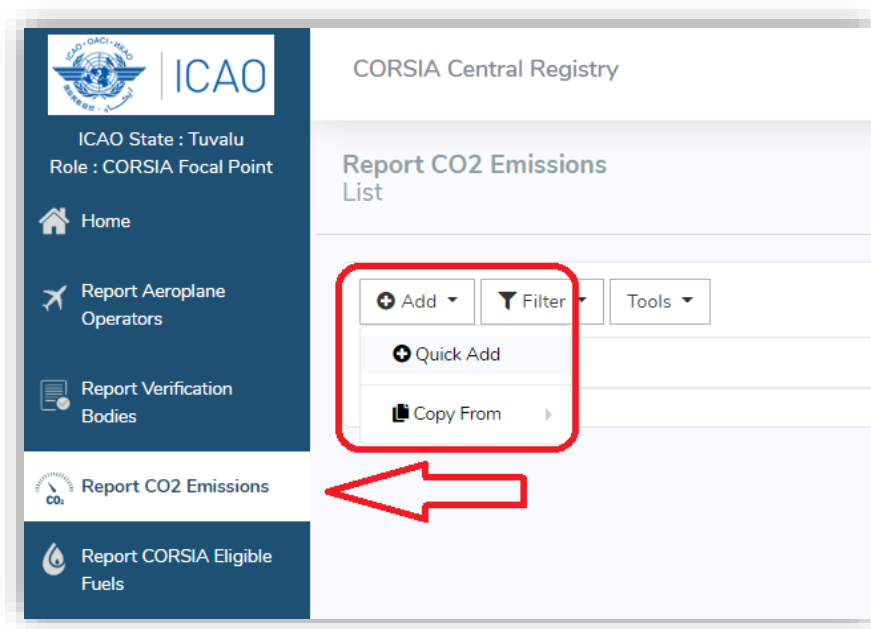 ICAO
CORSIA Central Registry
ICAO State : Tuvalu
Role : CORSIA Focal Point
Home
Report Aeroplane
Operators
Report Verification
Bodies
Report CO2 Emissions
CO₂
Report CORSIA Eligible
Fuels
Report CO2 Emissions
List
Add
Filter
Tools
Quick Add
Copy From